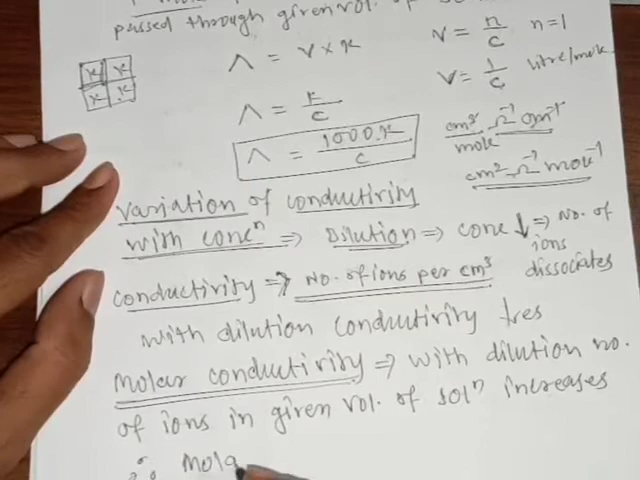 passed through given vol. of
Λ = V × K
V = n/c n=1
V = 1/c litre/mole
K K
K K
Λ = K/c
Λ = 1000.K/c
cm³/mole Ω⁻¹ cm⁻¹
cm² Ω⁻¹ mol⁻¹
variation of conductivity
with concⁿ ⇒ Dilution ⇒ conc ↓ ⇒ No. of
ions
dissociates
conductivity ⇒ No. of ions per cm³
with dilution conductivity
Molar conductivity ⇒ with dilution no.
of ions in given vol. of solⁿ increases
∴ Mola